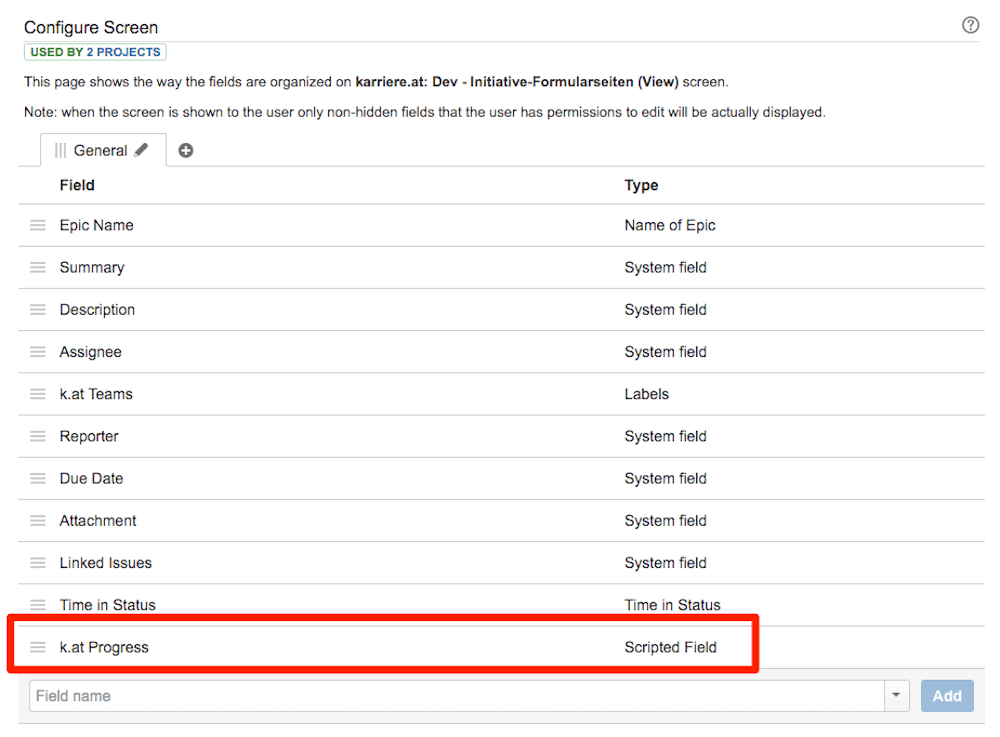 Configure Screen
USED BY 2 PROJECTS
This page shows the way the fields are organized on karriere.at: Dev - Initiative-Formularseiten (View) screen.
Note: when the screen is shown to the user only non-hidden fields that the user has permissions to edit will be actually displayed.
General
Field Type
Epic Name Name of Epic
Summary System field
Description System field
Assignee System field
k.at Teams Labels
Reporter System field
Due Date System field
Attachment System field
Linked Issues System field
Time in Status Time in Status
k.at Progress Scripted Field
Field name Add